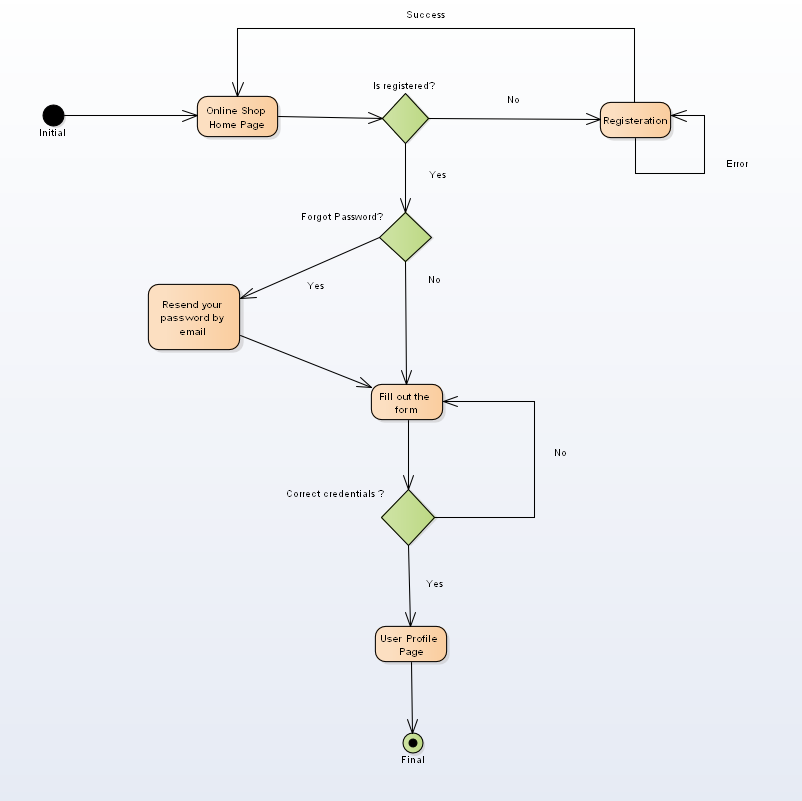 Success
Is registered?
No
Online Shop
Home Page
Registeration
Initial
Error
Yes
Forgot Password?
Yes
No
Resend your
password by
email
Fill out the
form
No
Correct credentials ?
Yes
User Profile
Page
Final